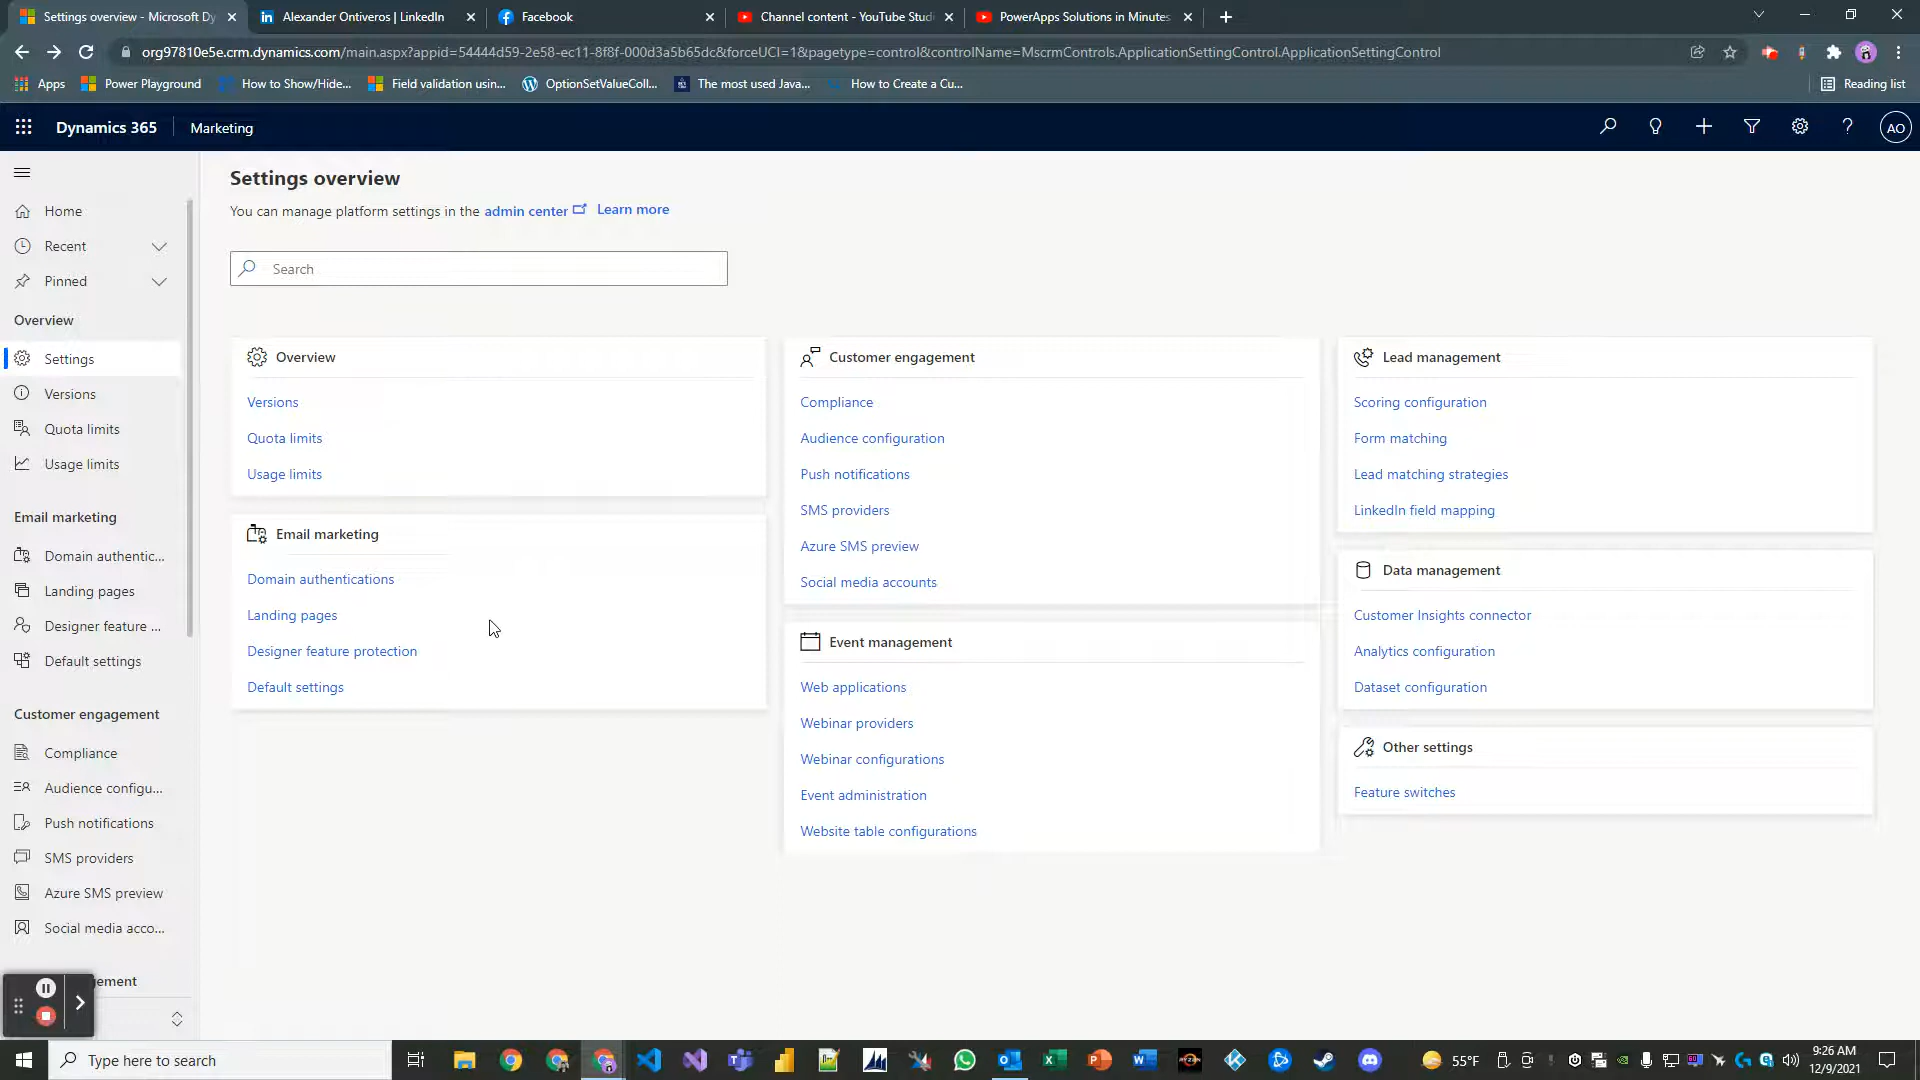 Settings overview - Microsoft Dy
Alexander Ontiveros | LinkedIn
Facebook
Channel content - YouTube Stud
PowerApps Solutions in Minutes
org97810e5e.crm.dynamics.com/main.aspx?appid=54444d59-2e58-ec11-8f8f-000d3a5b65dc&forceUCI=1&pagetype=control&controlName=MscrmControls.ApplicationSettingControl.ApplicationSettingControl
Apps
Power Playground
How to Show/Hide...
Field validation usin...
OptionSetValueColl...
The most used Java...
How to Create a Cu...
Reading list
Dynamics 365
Marketing
AO
Home
Recent
Pinned
Overview
Settings
Versions
Quota limits
Usage limits
Email marketing
Domain authentic...
Landing pages
Designer feature ...
Default settings
Customer engagement
Compliance
Audience configu...
Push notifications
SMS providers
Azure SMS preview
Social media acco...
ement
Settings overview
You can manage platform settings in the admin center Learn more
Search
Overview
Versions
Quota limits
Usage limits
Email marketing
Domain authentications
Landing pages
Designer feature protection
Default settings
Customer engagement
Compliance
Audience configuration
Push notifications
SMS providers
Azure SMS preview
Social media accounts
Event management
Web applications
Webinar providers
Webinar configurations
Event administration
Website table configurations
Lead management
Scoring configuration
Form matching
Lead matching strategies
LinkedIn field mapping
Data management
Customer Insights connector
Analytics configuration
Dataset configuration
Other settings
Feature switches
Type here to search
55°F
9:26 AM
12/9/2021